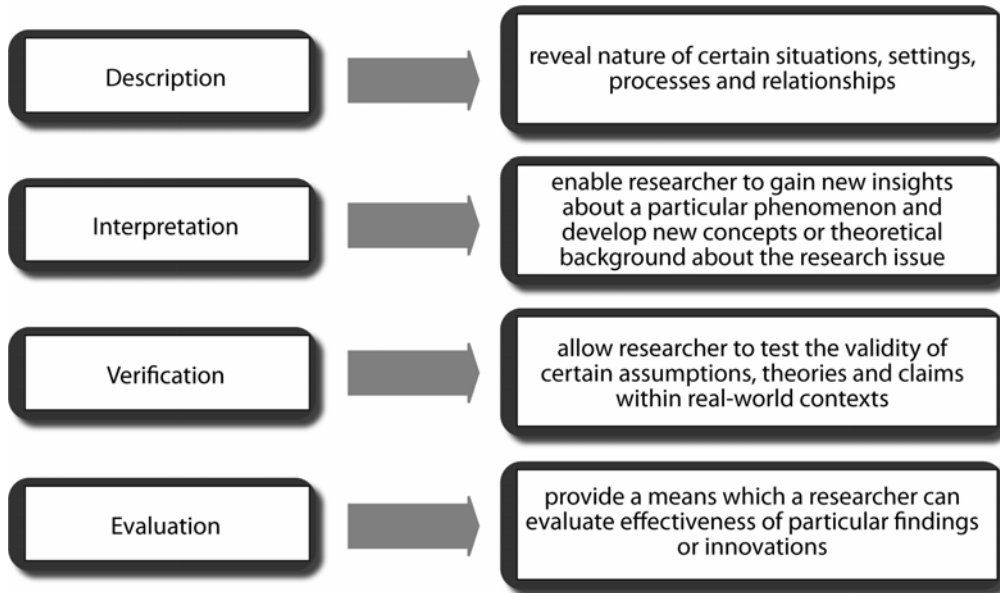 Description
reveal nature of certain situations, settings,
processes and relationships
Interpretation
enable researcher to gain new insights
about a particular phenomenon and
develop new concepts or theoretical
background about the research issue
Verification
allow researcher to test the validity of
certain assumptions, theories and claims
within real-world contexts
Evaluation
provide a means which a researcher can
evaluate effectiveness of particular findings
or innovations